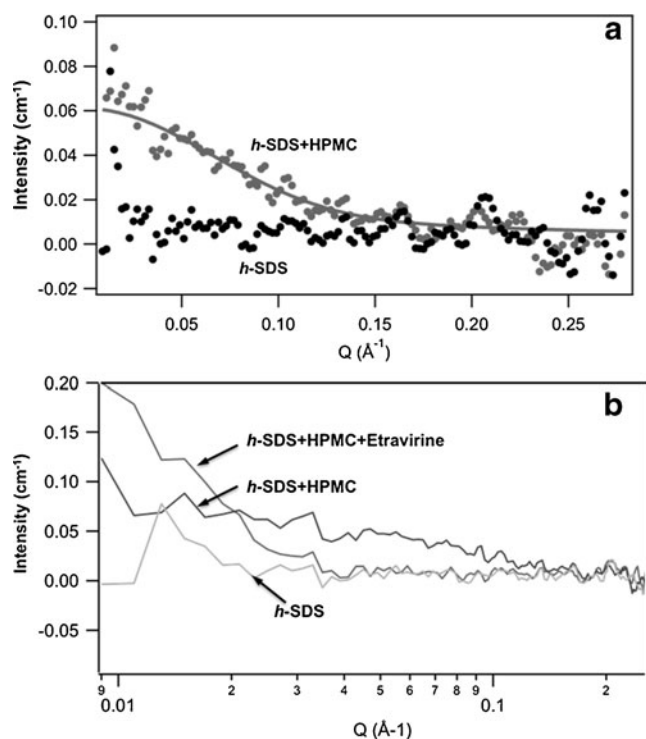 a
Intensity (cm⁻¹)
0.10
0.08
0.06
0.04
0.02
0.00
-0.02
h-SDS+HPMC
h-SDS
0.05 0.10 0.15 0.20 0.25
Q (Å⁻¹)
b
Intensity (cm⁻¹)
0.20
0.15
0.10
0.05
0.00
-0.05
h-SDS+HPMC+Etravirine
h-SDS+HPMC
h-SDS
9 2 3 4 5 6 7 8 9 2
0.01 0.1
Q (Å-1)